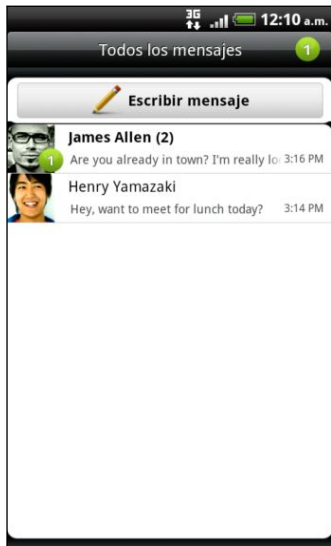 3G 12:10 a.m.
Todos los mensajes 1
Escribir mensaje
James Allen (2)
1 Are you already in town? I'm really lo 3:16 PM
Henry Yamazaki
Hey, want to meet for lunch today? 3:14 PM